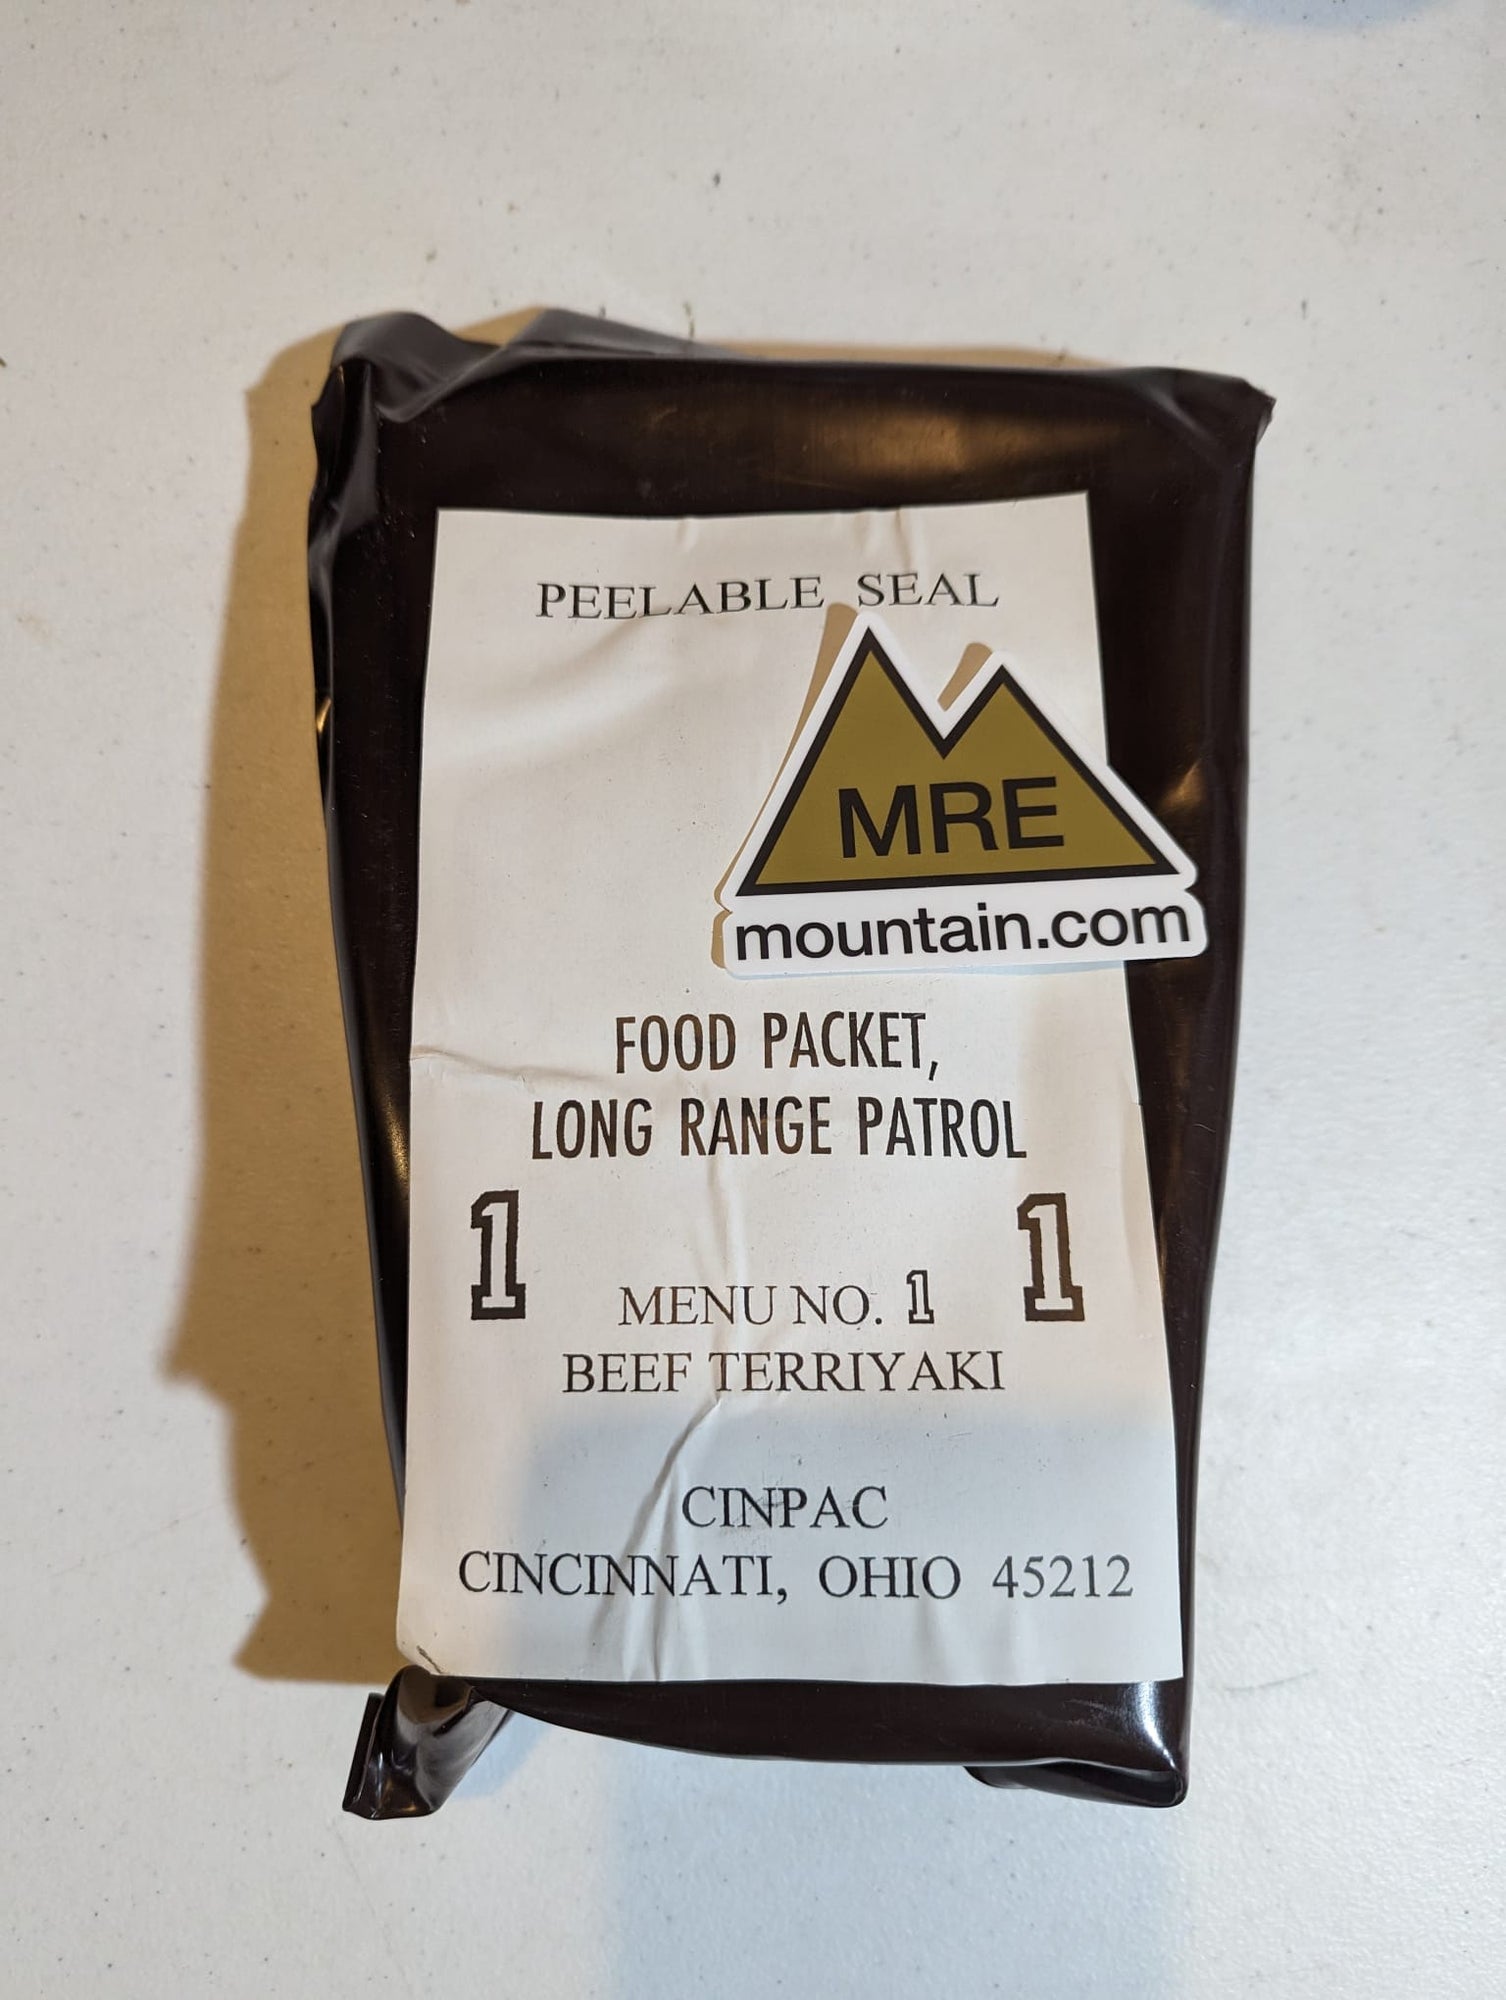 PEELABLE SEAL
MRE
mountain.com
FOOD PACKET,
LONG RANGE PATROL
1 1
MENU NO. 1
BEEF TERRIYAKI
CINPAC
CINCINNATI, OHIO 45212